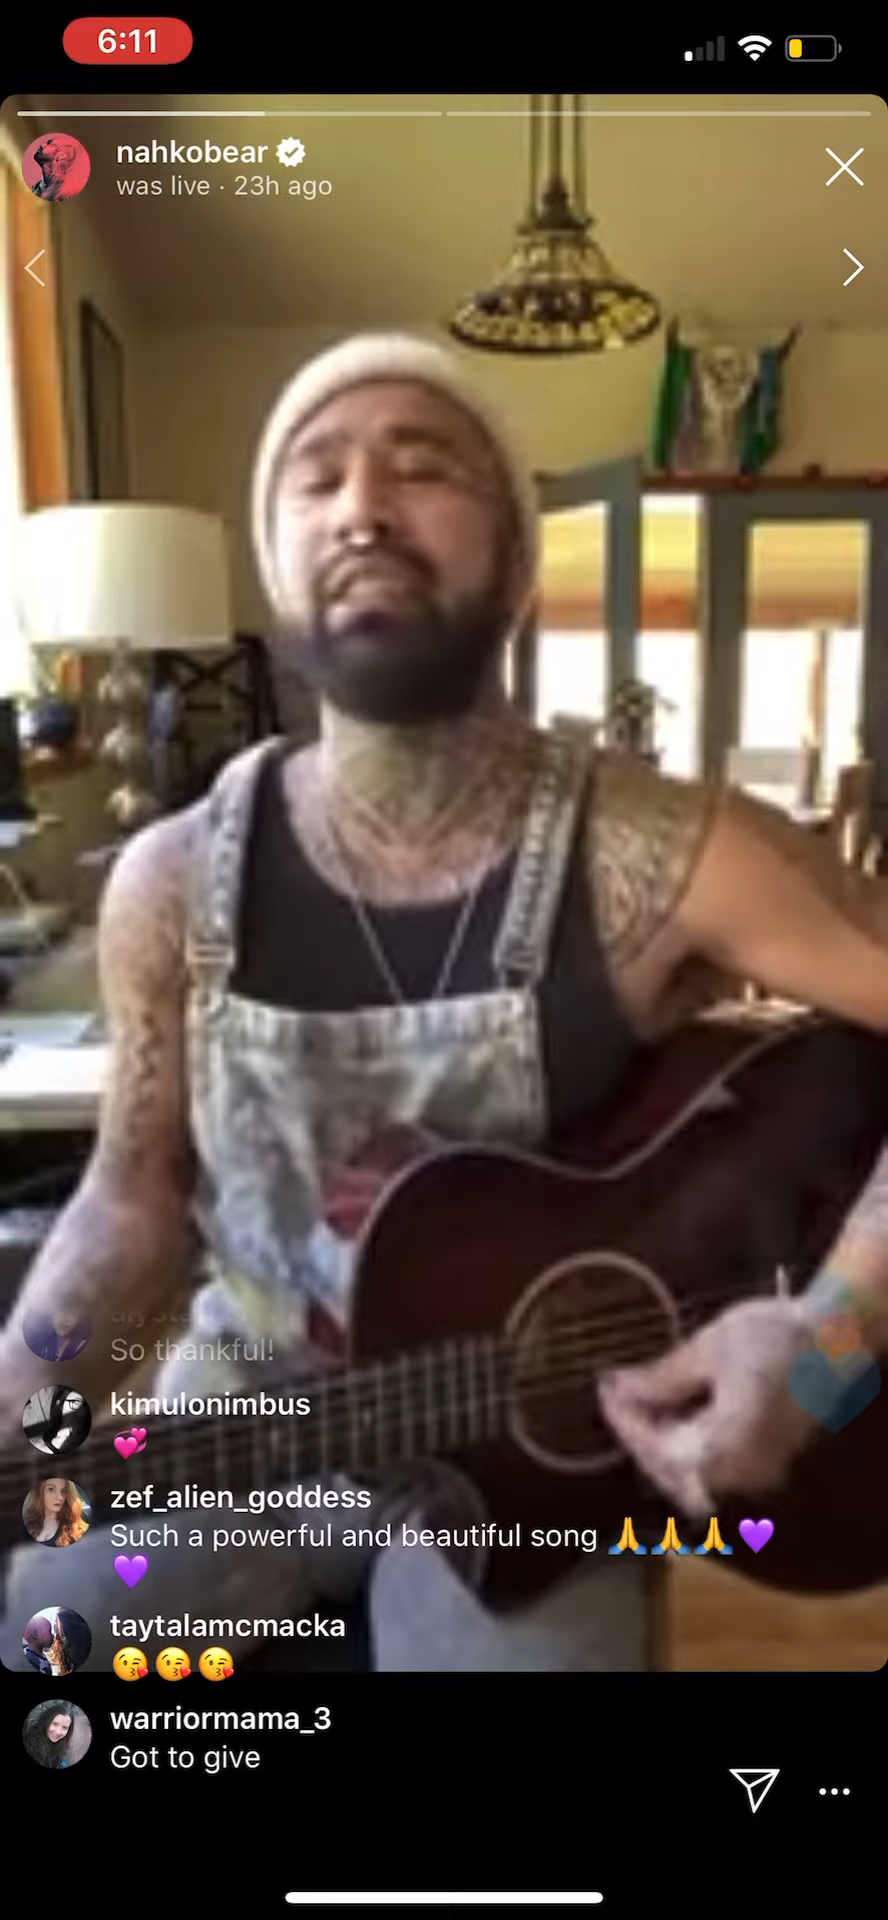 6:11
nahkobear
was live · 23h ago
So thankful!
kimulonimbus
💞
zef_alien_goddess
Such a powerful and beautiful song 🙏🙏🙏💜
💜
taytalamcmacka
😘😘😘
warriormama_3
Got to give